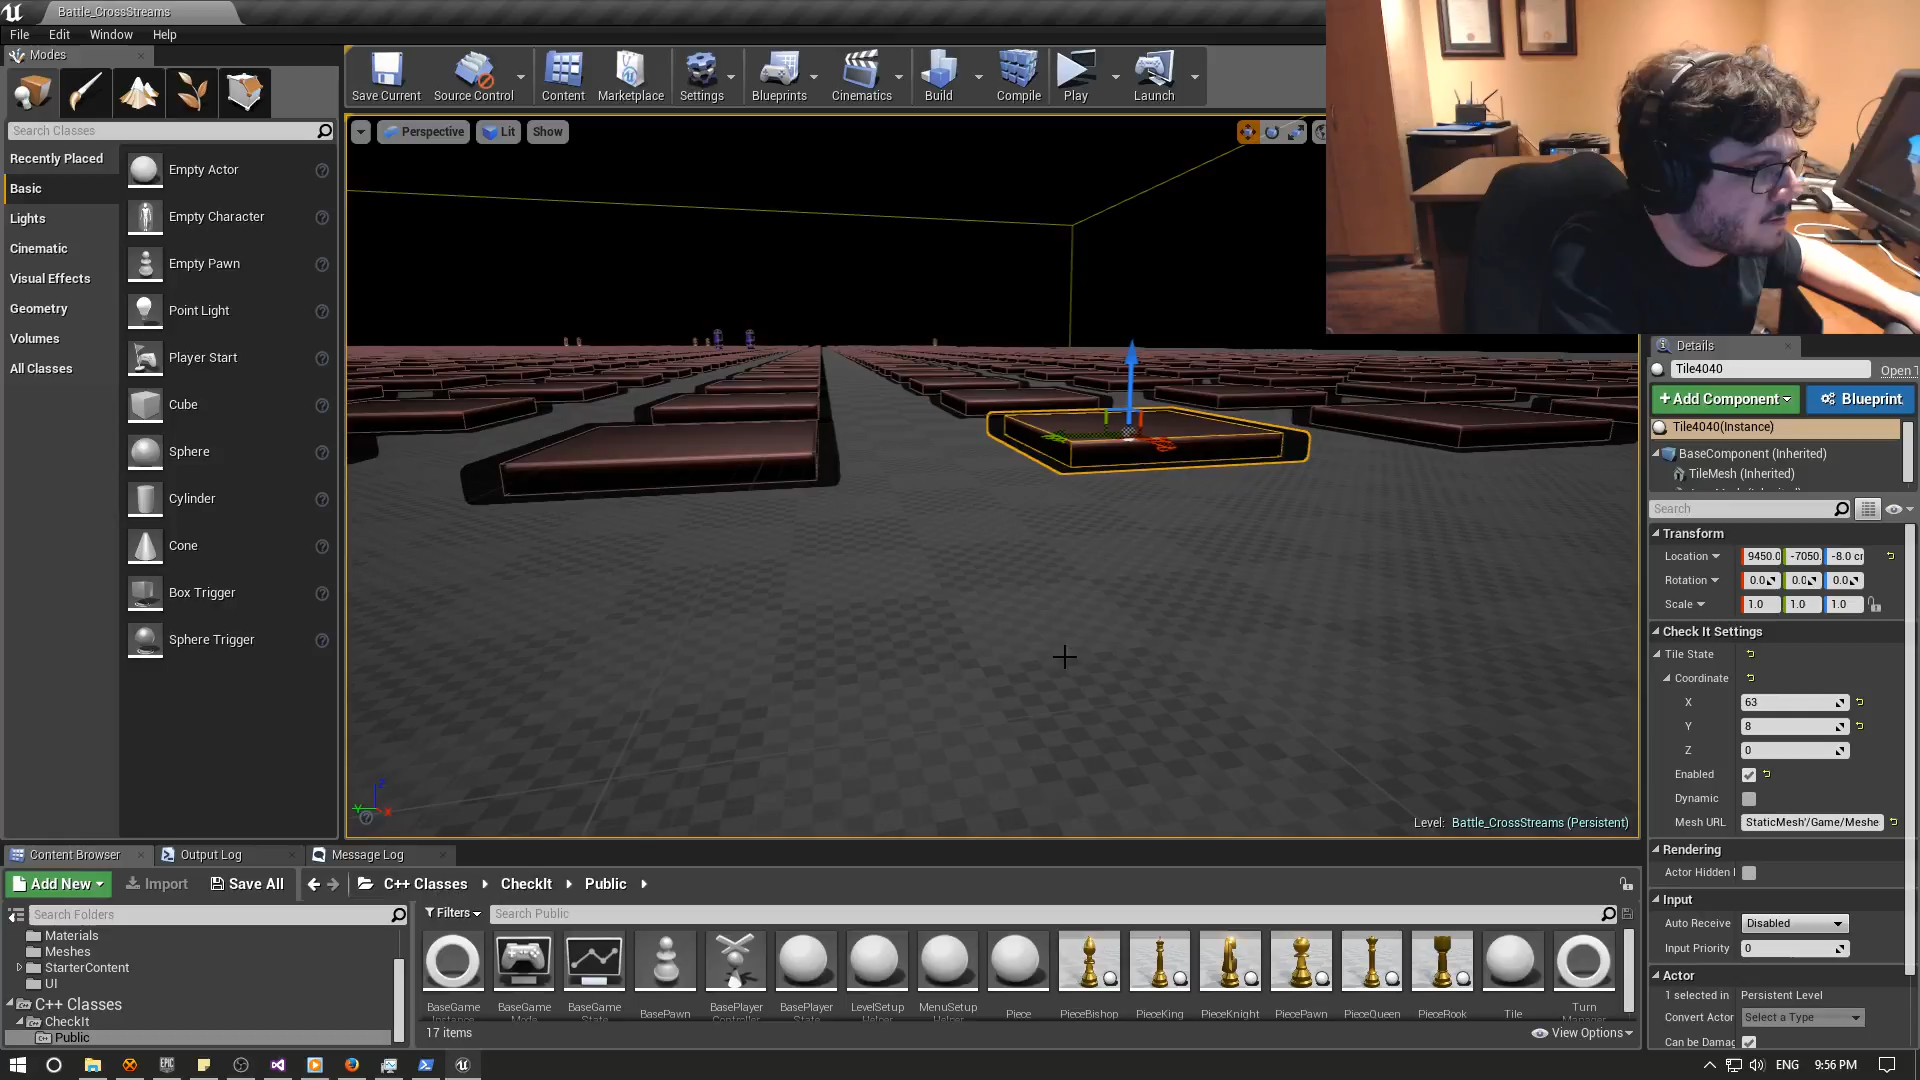 Battle_CrossStreams
File Edit Window Help
Modes
Save Current
Source Control
Content
Marketplace
Settings
Blueprints
Cinematics
Build
Compile
Play
Launch
Search Classes
Perspective
Lit
Show
Recently Placed
Basic
Lights
Cinematic
Visual Effects
Geometry
Volumes
All Classes
Empty Actor
Empty Character
Empty Pawn
Point Light
Player Start
Cube
Sphere
Cylinder
Cone
Box Trigger
Sphere Trigger
Level: Battle_CrossStreams (Persistent)
Details
Tile4040
Open
+Add Component
Blueprint
Tile4040(Instance)
BaseComponent (Inherited)
TileMesh (Inherited)
Search
Transform
Location 9450.0 -7050. -8.0 cr
Rotation 0.0 0.0 0.0
Scale 1.0 1.0 1.0
Check It Settings
Tile State
Coordinate
X 63
Y 8
Z 0
Enabled
Dynamic
Mesh URL StaticMesh'/Game/Meshe
Rendering
Actor Hidden
Input
Auto Receive Disabled
Input Priority 0
Actor
1 selected in Persistent Level
Convert Actor Select a Type
Can be Damag
Content Browser
Output Log
Message Log
Add New
Import
Save All
C++ Classes
CheckIt
Public
Search Folders
Filters
Search Public
Materials
Meshes
StarterContent
UI
C++ Classes
CheckIt
Public
BaseGame Instance
BaseGame Mode
BaseGame State
BasePawn
BasePlayer Controller
BasePlayer State
LevelSetup Helper
MenuSetup Helper
Piece
PieceBishop
PieceKing
PieceKnight
PiecePawn
PieceQueen
PieceRook
Tile
Turn Manager
17 items
View Options
EPIC
ENG
9:56 PM